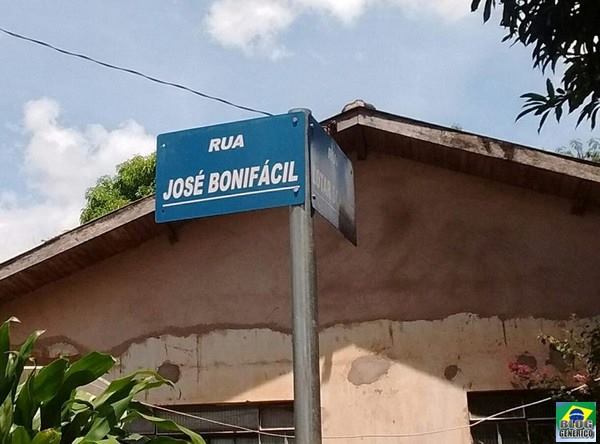 RUA
JOSÉ BONIFÁCIL
BLOG
GENÉRICO